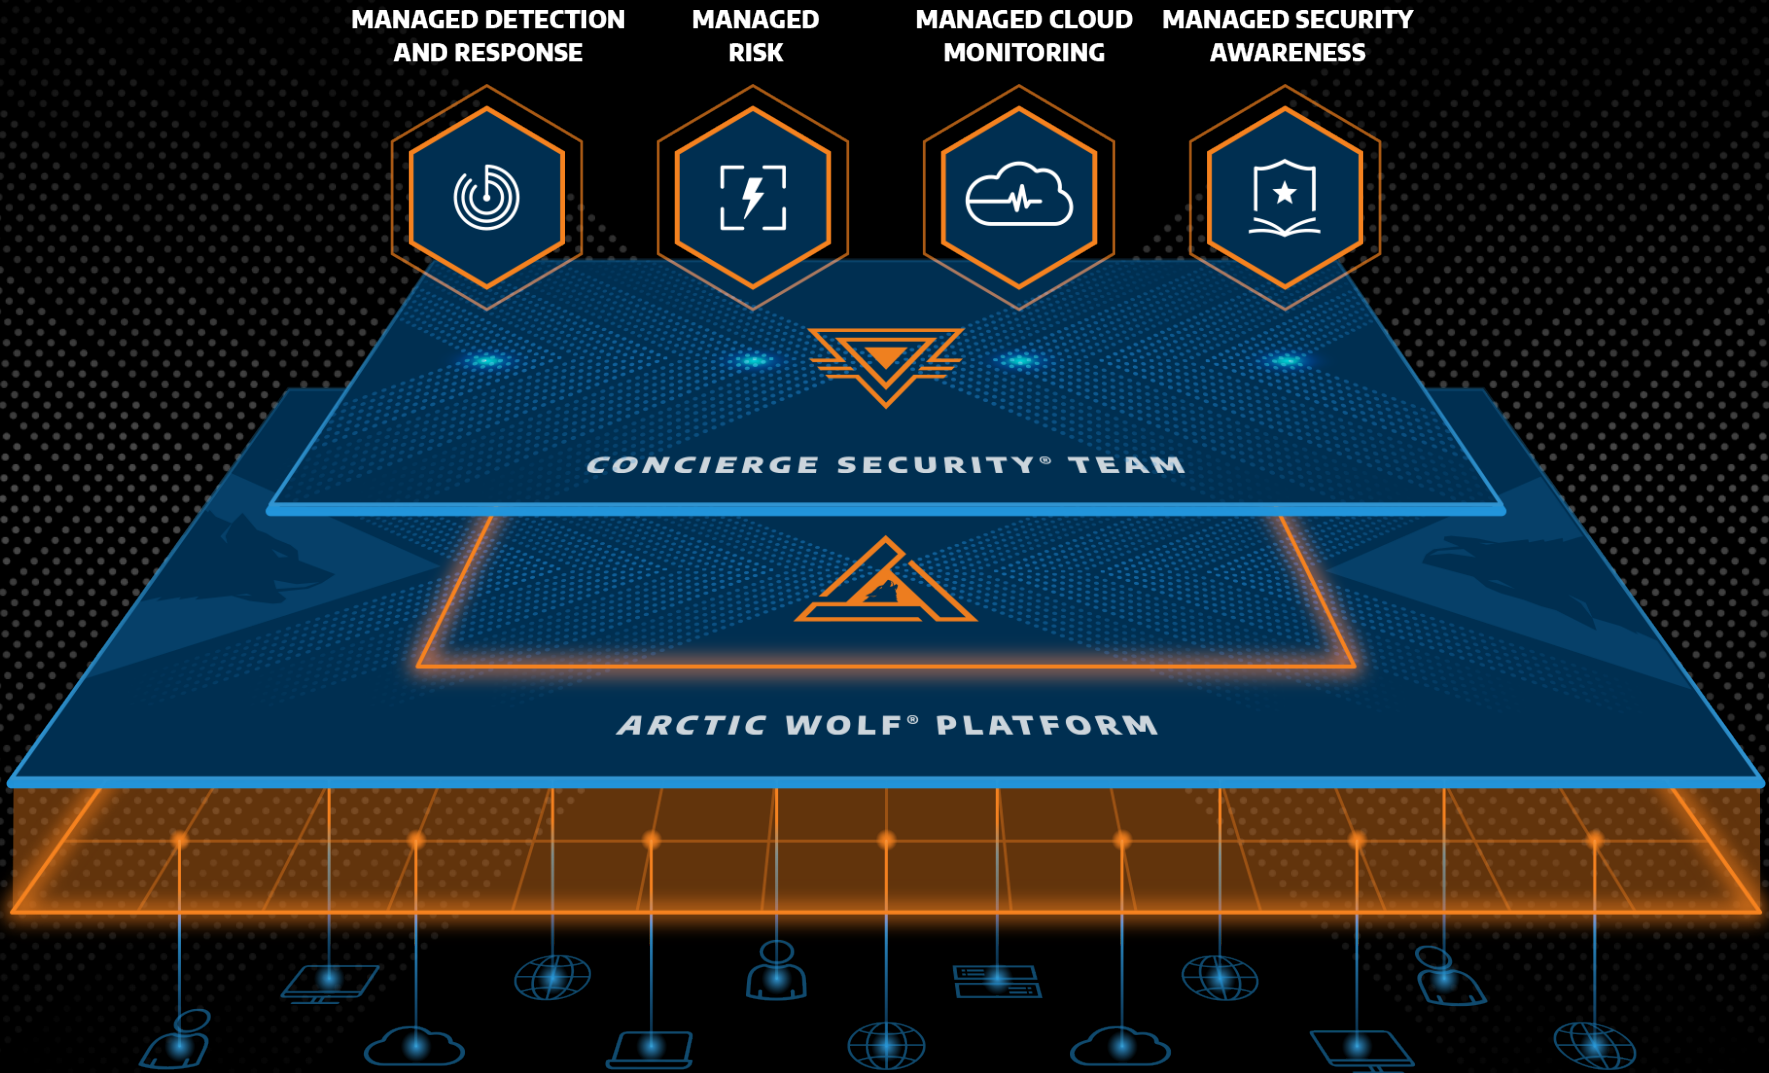 MANAGED DETECTION
AND RESPONSE
MANAGED
RISK
MANAGED CLOUD
MONITORING
MANAGED SECURITY
AWARENESS
CONCIERGE SECURITY® TEAM
ARCTIC WOLF® PLATFORM